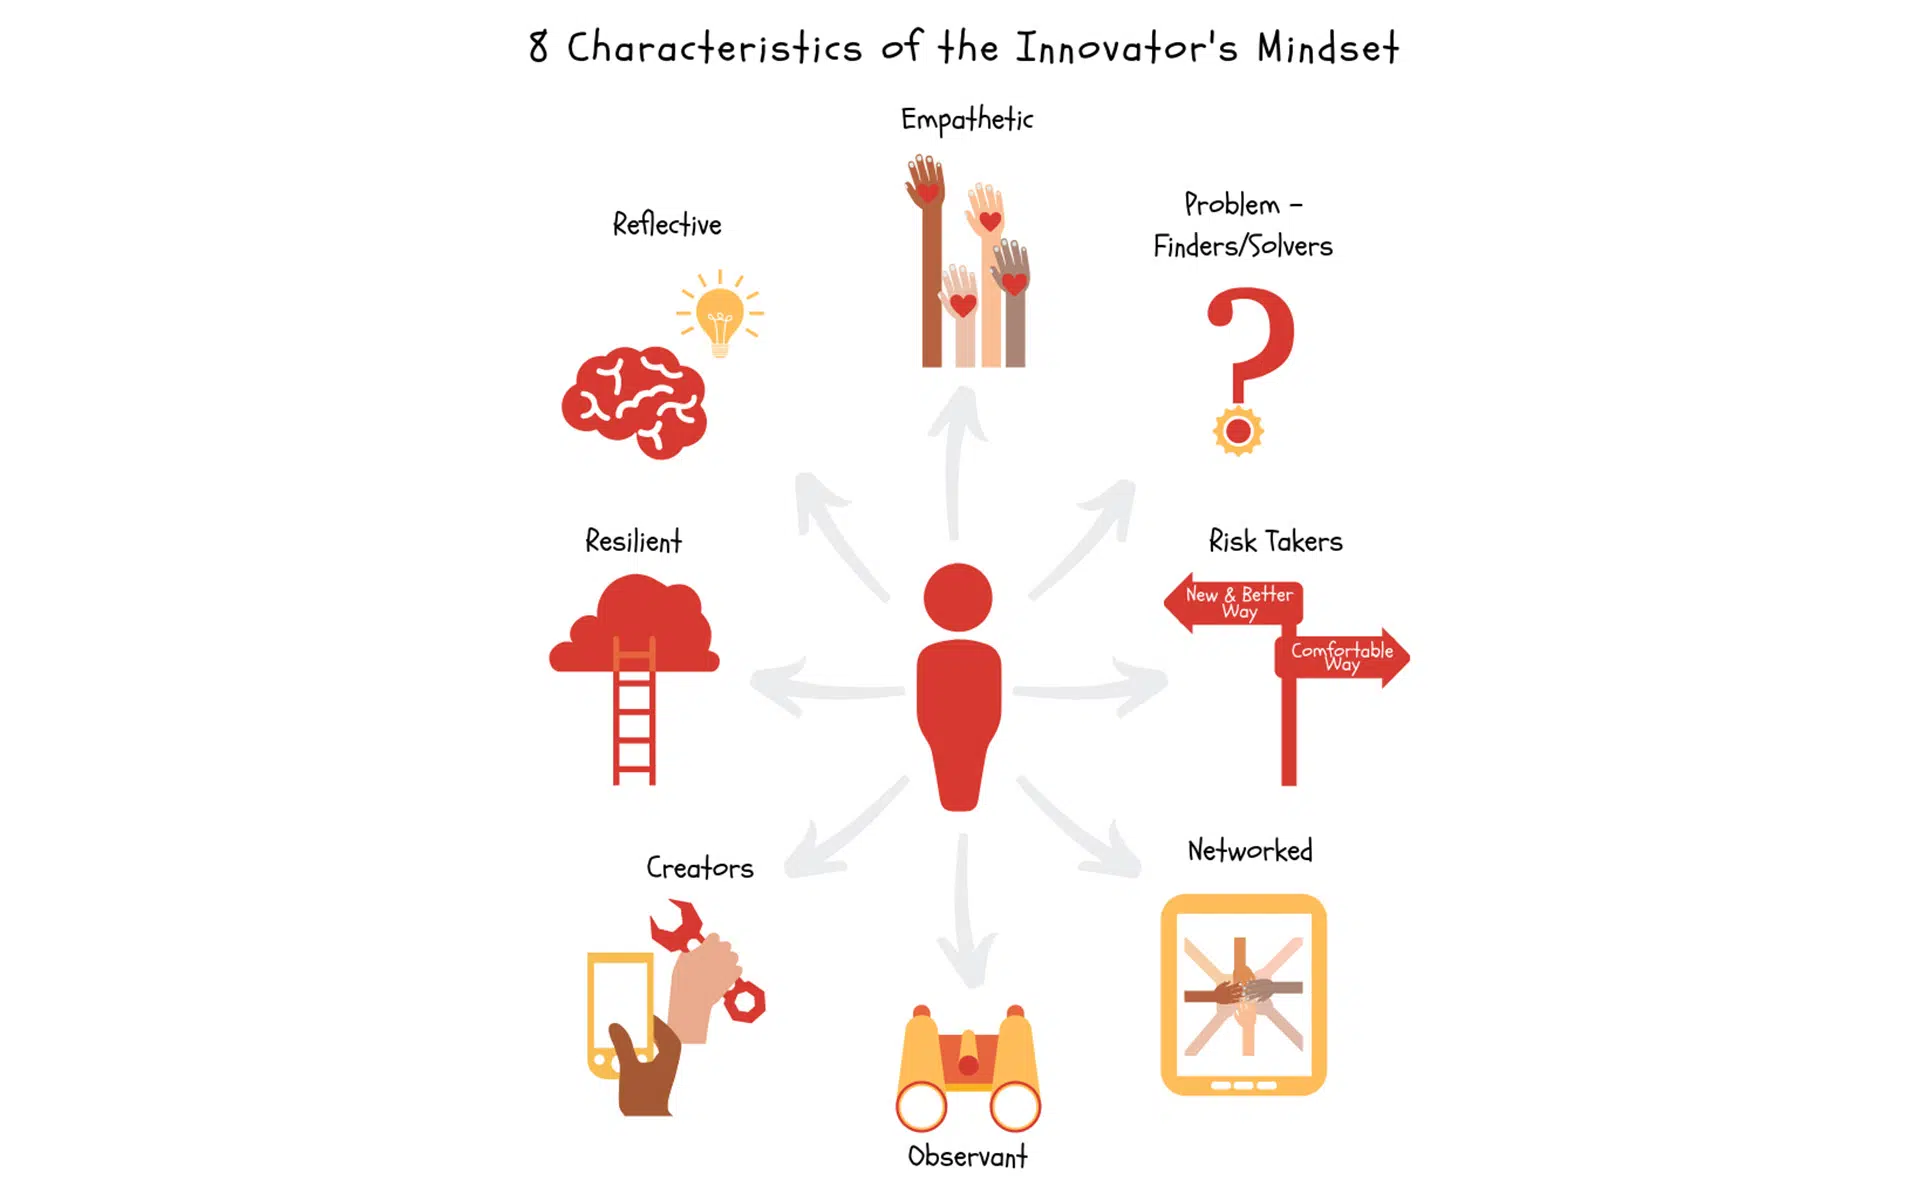 8 Characteristics of the Innovator's Mindset
Empathetic
Problem -
Finders/Solvers
Reflective
Resilient
Risk Takers
New & Better
Way
Comfortable
Way
Creators
Networked
Observant